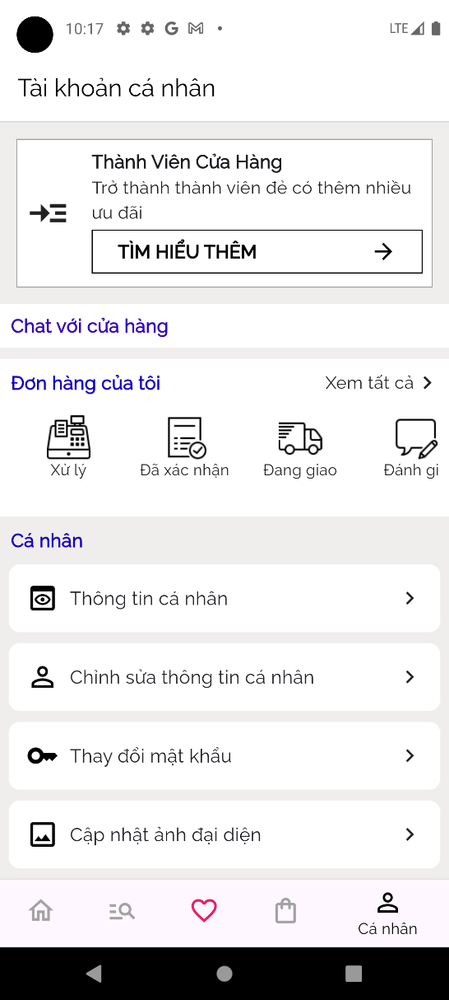 10:17
LTE
Tài khoản cá nhân
Thành Viên Cửa Hàng
Trở thành thành viên đẻ có thêm nhiều
ưu đãi
TÌM HIỂU THÊM
Chat với cửa hàng
Đơn hàng của tôi
Xem tất cả
Xử lý
Đã xác nhận
Đang giao
Đánh gi
Cá nhân
Thông tin cá nhân
Chỉnh sửa thông tin cá nhân
Thay đổi mật khẩu
Cập nhật ảnh đại diện
Cá nhân